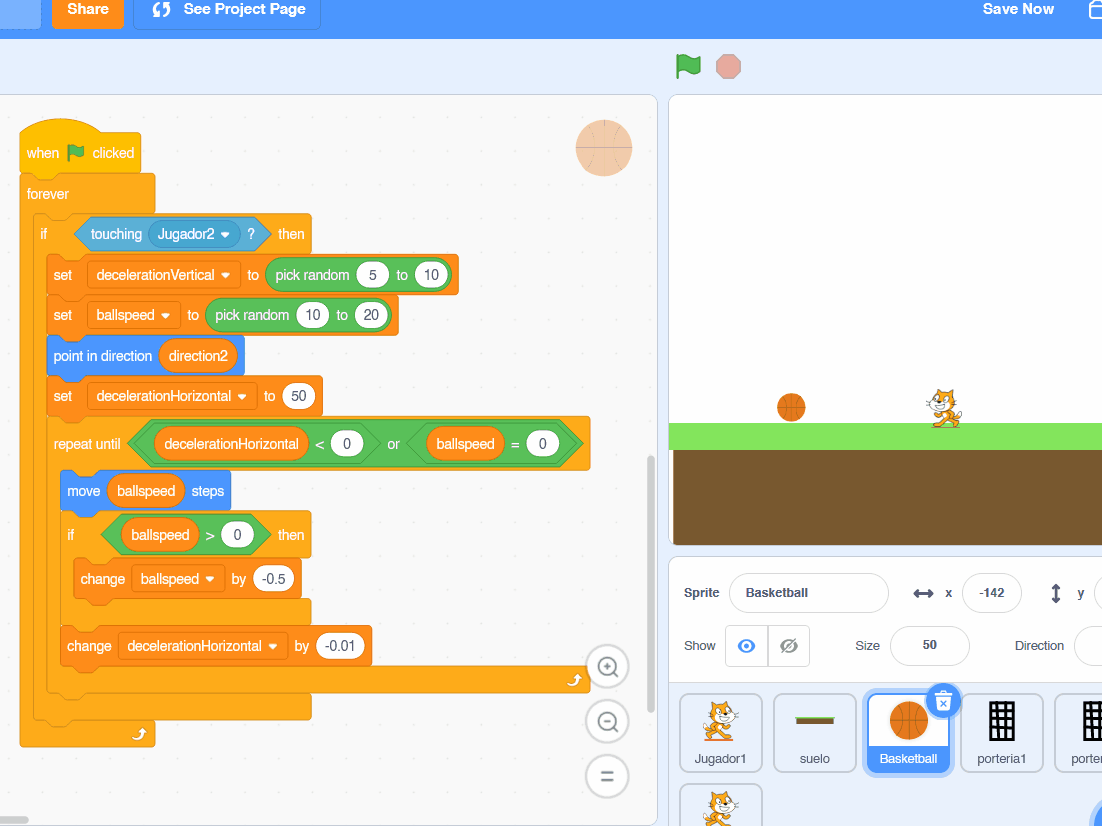 Share
See Project Page
Save Now
when clicked
forever
if touching Jugador2 ? then
set decelerationVertical to pick random 5 to 10
set ballspeed to pick random 10 to 20
point in direction direction2
set decelerationHorizontal to 50
repeat until decelerationHorizontal < 0 or ballspeed = 0
move ballspeed steps
if ballspeed > 0 then
change ballspeed by -0.5
change decelerationHorizontal by -0.01
Sprite Basketball x -142 y
Show Size 50 Direction
Jugador1 suelo Basketball porteria1 porter